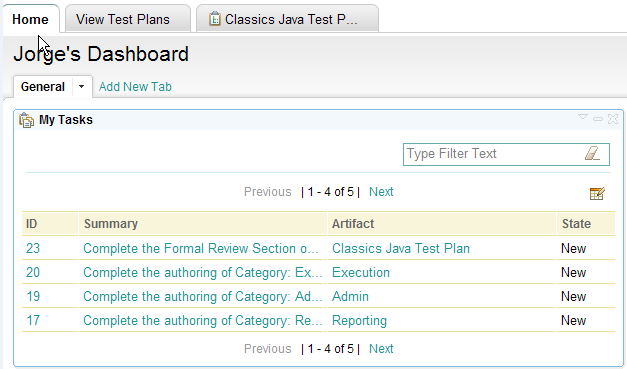 Home View Test Plans Classics Java Test P...
Jorge's Dashboard
General Add New Tab
My Tasks
Type Filter Text
Previous | 1 - 4 of 5 | Next
ID Summary Artifact State
23 Complete the Formal Review Section o... Classics Java Test Plan New
20 Complete the authoring of Category: Ex... Execution New
19 Complete the authoring of Category: Ad... Admin New
17 Complete the authoring of Category: Re... Reporting New
Previous | 1 - 4 of 5 | Next